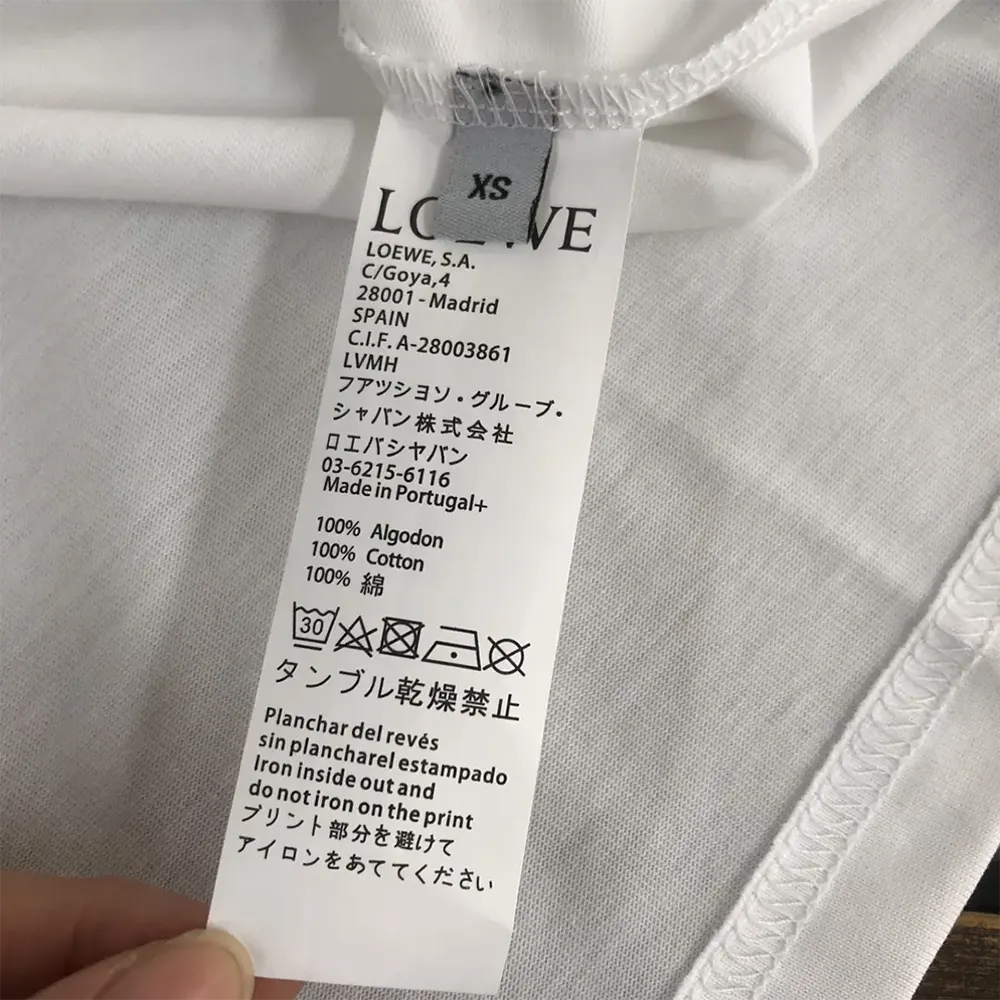 XS
LOEWE
LOEWE, S.A.
C/Goya,4
28001 - Madrid
SPAIN
C.I.F. A-28003861
LVMH
フアツシヨソ・グループ・
シャバン株式会社
ロエバシヤバン
03-6215-6116
Made in Portugal+
100% Algodon
100% Cotton
100% 綿
30
タンブル乾燥禁止
Planchar del revés
sin plancharel estampado
Iron inside out and
do not iron on the print
プリント部分を避けて
アイロンをあててください